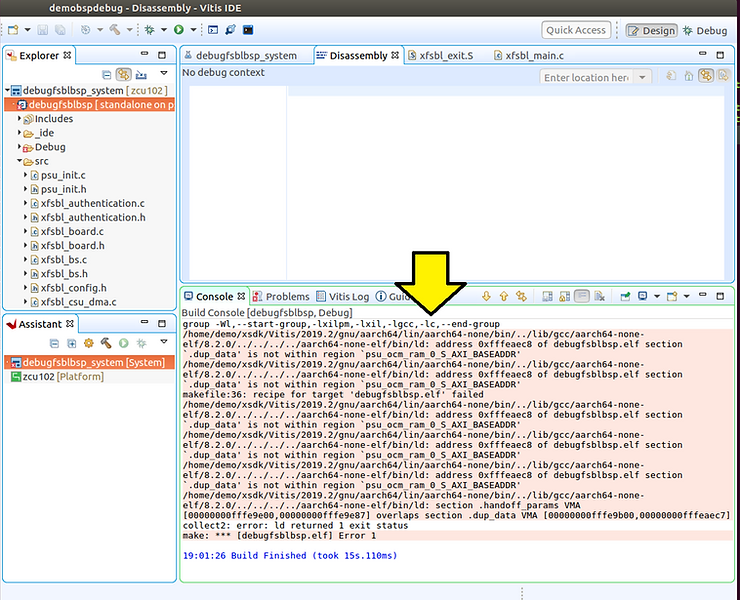 demobspdebug - Disassembly - Vitis IDE
Quick Access
Design
Debug
Explorer
debugfsblbsp_system [ zcu102 ]
debugfsblbsp [ standalone on p
Includes
_ide
Debug
src
psu_init.c
psu_init.h
xfsbl_authentication.c
xfsbl_authentication.h
xfsbl_board.c
xfsbl_board.h
xfsbl_bs.c
xfsbl_bs.h
xfsbl_config.h
xfsbl_csu_dma.c
Assistant
debugfsblbsp_system [System]
zcu102 [Platform]
debugfsblbsp_system
Disassembly
xfsbl_exit.S
xfsbl_main.c
No debug context
Enter location her
Console
Problems
Vitis Log
Guid
Build Console [debugfsblbsp, Debug]
group -Wl,--start-group,-lxilpm,-lxil,-lgcc,-lc,--end-group
/home/demo/xsdk/Vitis/2019.2/gnu/aarch64/lin/aarch64-none/bin/../lib/gcc/aarch64-none-
elf/8.2.0/../../../../aarch64-none-elf/bin/ld: address 0xfffeaec8 of debugfsblbsp.elf section
`.dup_data' is not within region `psu_ocm_ram_0_S_AXI_BASEADDR'
/home/demo/xsdk/Vitis/2019.2/gnu/aarch64/lin/aarch64-none/bin/../lib/gcc/aarch64-none-
elf/8.2.0/../../../../aarch64-none-elf/bin/ld: address 0xfffeaec8 of debugfsblbsp.elf section
`.dup_data' is not within region `psu_ocm_ram_0_S_AXI_BASEADDR'
makefile:36: recipe for target 'debugfsblbsp.elf' failed
/home/demo/xsdk/Vitis/2019.2/gnu/aarch64/lin/aarch64-none/bin/../lib/gcc/aarch64-none-
elf/8.2.0/../../../../aarch64-none-elf/bin/ld: address 0xfffeaec8 of debugfsblbsp.elf section
`.dup_data' is not within region `psu_ocm_ram_0_S_AXI_BASEADDR'
/home/demo/xsdk/Vitis/2019.2/gnu/aarch64/lin/aarch64-none/bin/../lib/gcc/aarch64-none-
elf/8.2.0/../../../../aarch64-none-elf/bin/ld: address 0xfffeaec8 of debugfsblbsp.elf section
`.dup_data' is not within region `psu_ocm_ram_0_S_AXI_BASEADDR'
/home/demo/xsdk/Vitis/2019.2/gnu/aarch64/lin/aarch64-none/bin/../lib/gcc/aarch64-none-
elf/8.2.0/../../../../aarch64-none-elf/bin/ld: address 0xfffeaec8 of debugfsblbsp.elf section
`.dup_data' is not within region `psu_ocm_ram_0_S_AXI_BASEADDR'
/home/demo/xsdk/Vitis/2019.2/gnu/aarch64/lin/aarch64-none/bin/../lib/gcc/aarch64-none-
elf/8.2.0/../../../../aarch64-none-elf/bin/ld: section .handoff_params VMA
[00000000fffe9e00,00000000fffe9e87] overlaps section .dup_data VMA [00000000fffe9b00,00000000fffeaec7]
collect2: error: ld returned 1 exit status
make: *** [debugfsblbsp.elf] Error 1
19:01:26 Build Finished (took 15s.110ms)